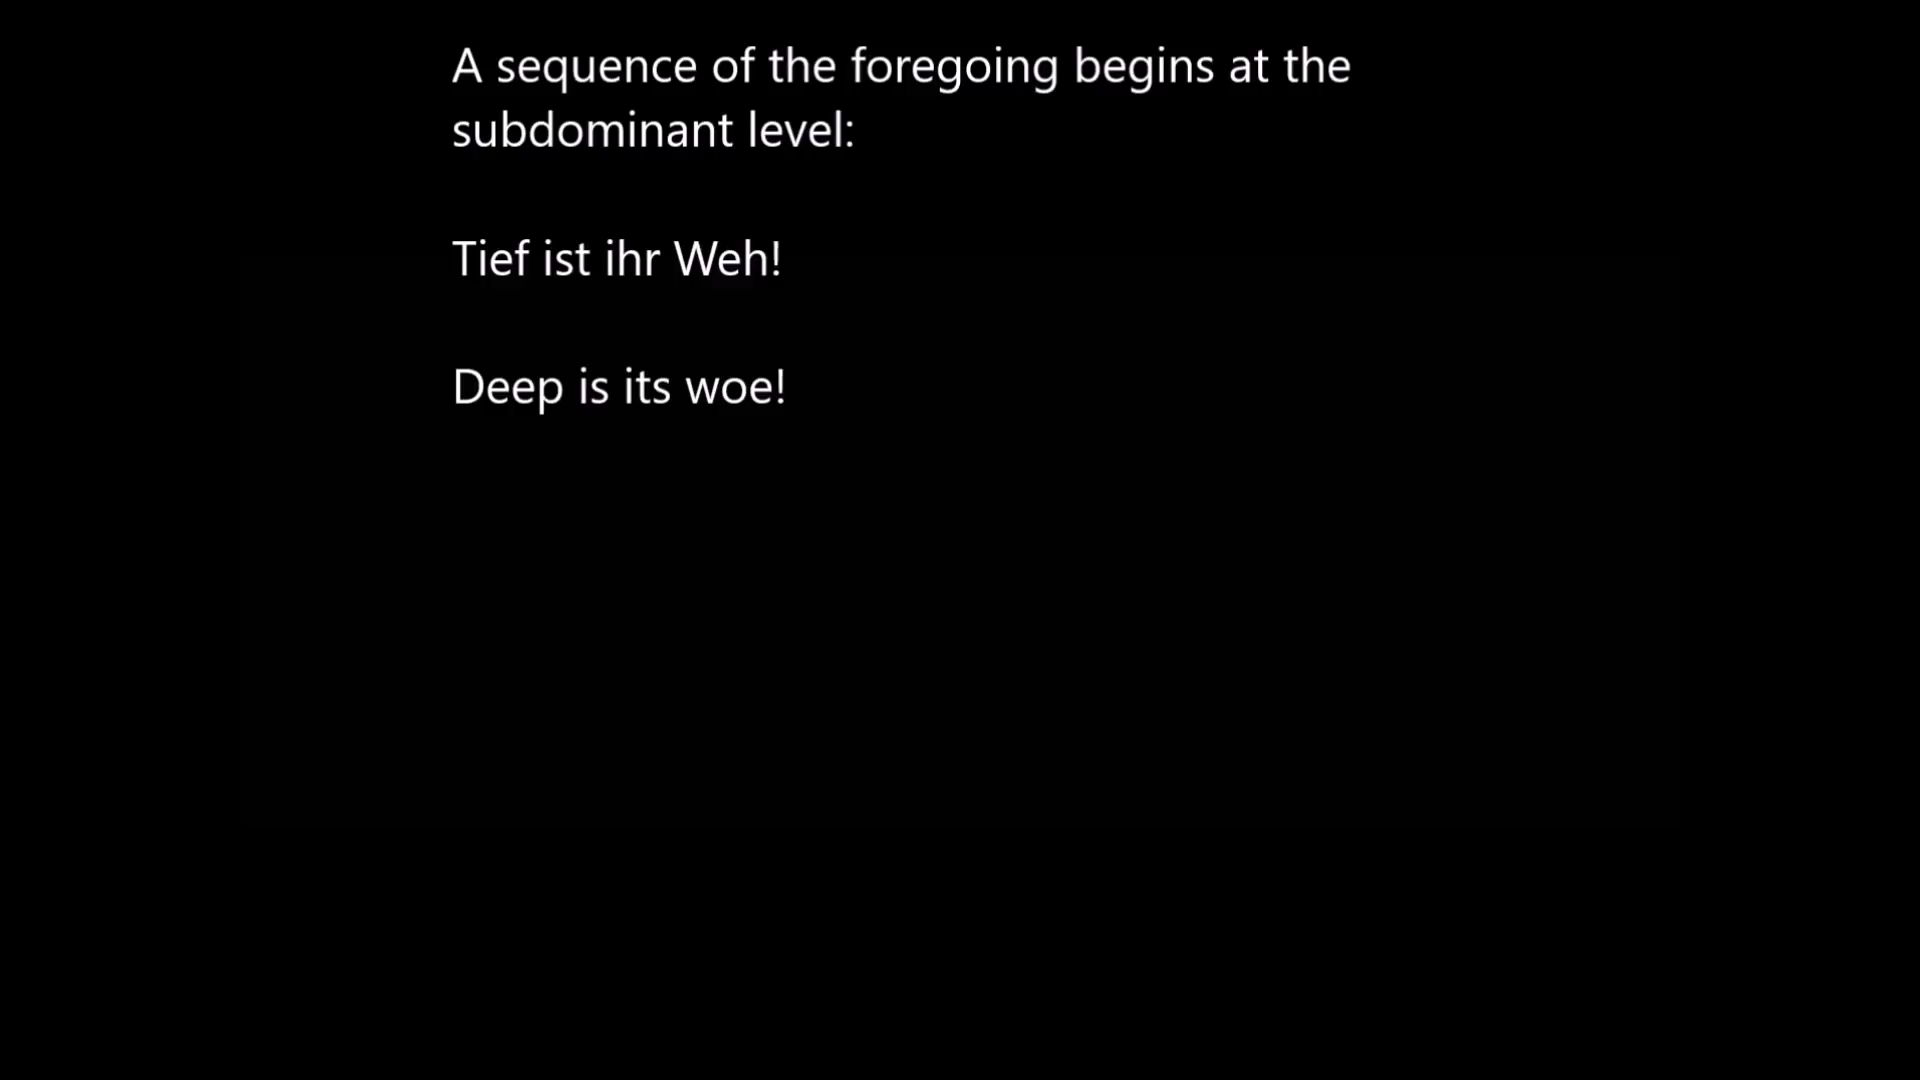 A sequence of the foregoing begins at the
subdominant level:
Tief ist ihr Weh!
Deep is its woe!